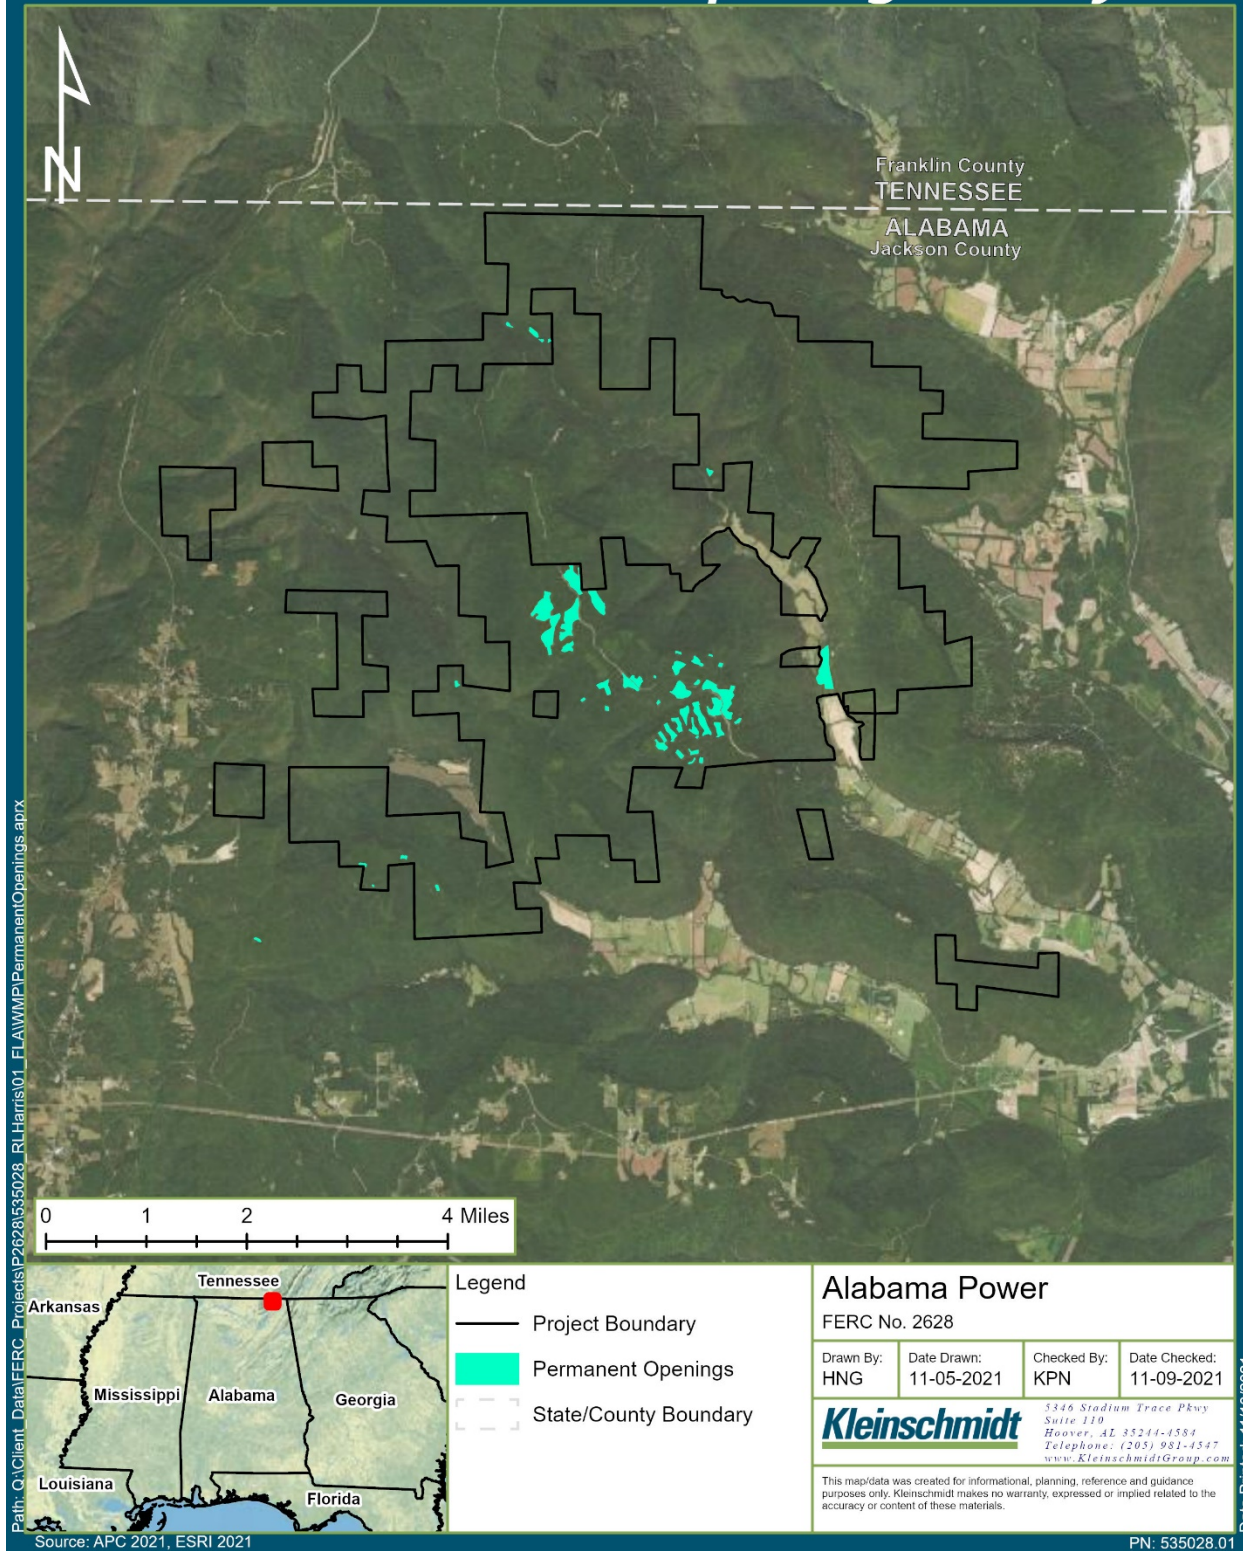 N
Franklin County
TENNESSEE
ALABAMA
Jackson County
0 1 2 4 Miles
Tennessee
Arkansas
Mississippi
Alabama
Georgia
Louisiana
Florida
Legend
Project Boundary
Permanent Openings
State/County Boundary
Alabama Power
FERC No. 2628
Drawn By:
HNG
Date Drawn:
11-05-2021
Checked By:
KPN
Date Checked:
11-09-2021
Kleinschmidt
5346 Stadium Trace Pkwy
Suite 110
Hoover, AL 35244-4584
Telephone: (205) 981-4547
www.KleinschmidtGroup.com
This map/data was created for informational, planning, reference and guidance
purposes only. Kleinschmidt makes no warranty, expressed or implied related to the
accuracy or content of these materials.
Path: Q:\Client_Data\FERC_Projects\P2628\535028_RLHarris\01_FLAWMP\PermanentOpenings.aprx
Source: APC 2021, ESRI 2021
PN: 535028.01